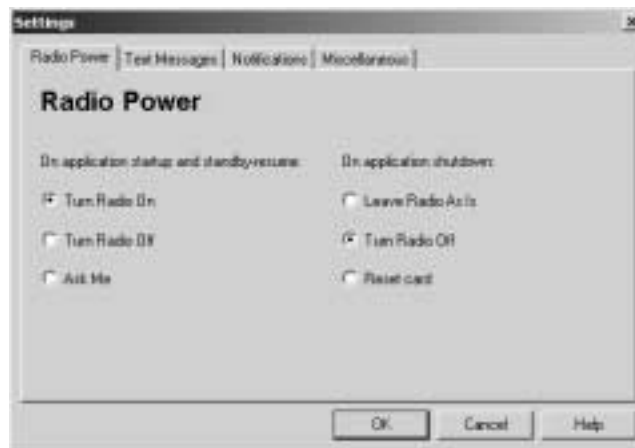 Settings
Radio Power
Text Messages
Notifications
Miscellaneous
Radio Power
On application startup and standby-resume:
On application shutdown:
Turn Radio On
Leave Radio As Is
Turn Radio Off
Turn Radio Off
Ask Me
Reset card
OK
Cancel
Help